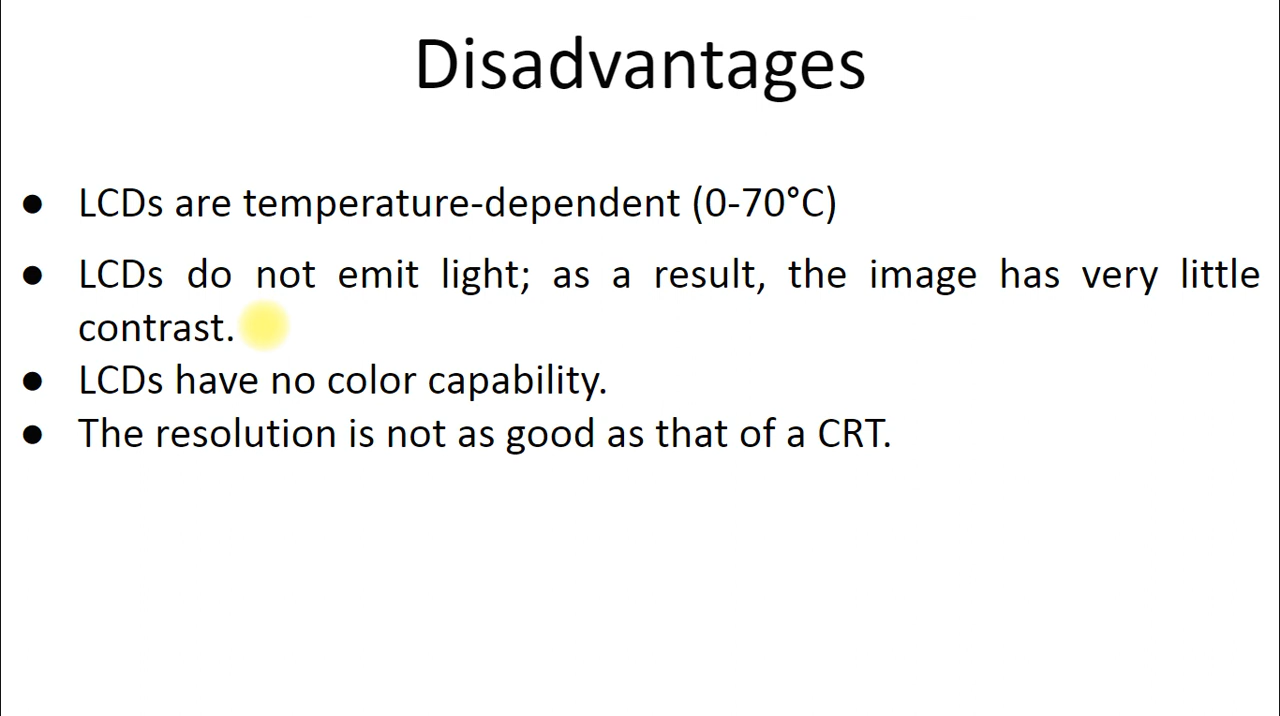 Disadvantages
● LCDs are temperature-dependent (0-70°C)
● LCDs do not emit light; as a result, the image has very little
contrast.
● LCDs have no color capability.
● The resolution is not as good as that of a CRT.